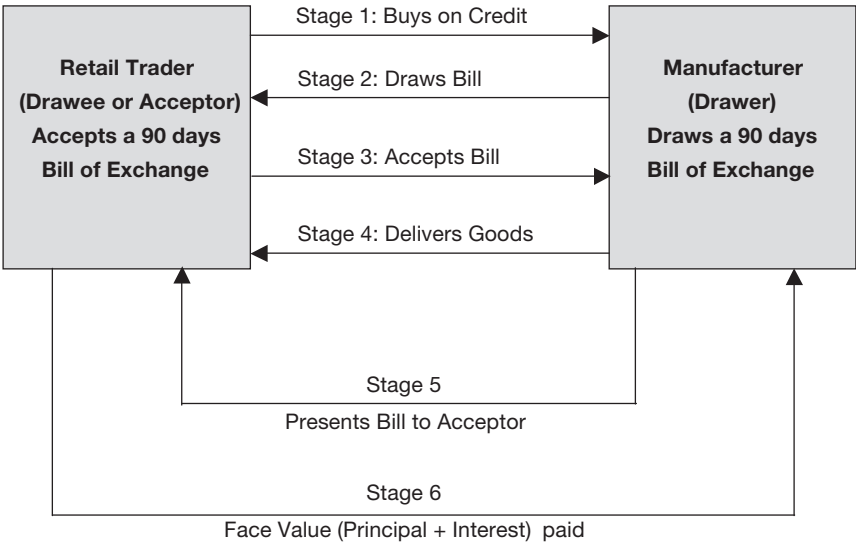 Stage 1: Buys on Credit
Retail Trader
(Drawee or Acceptor)
Accepts a 90 days
Bill of Exchange
Stage 2: Draws Bill
Manufacturer
(Drawer)
Draws a 90 days
Bill of Exchange
Stage 3: Accepts Bill
Stage 4: Delivers Goods
Stage 5
Presents Bill to Acceptor
Stage 6
Face Value (Principal + Interest) paid